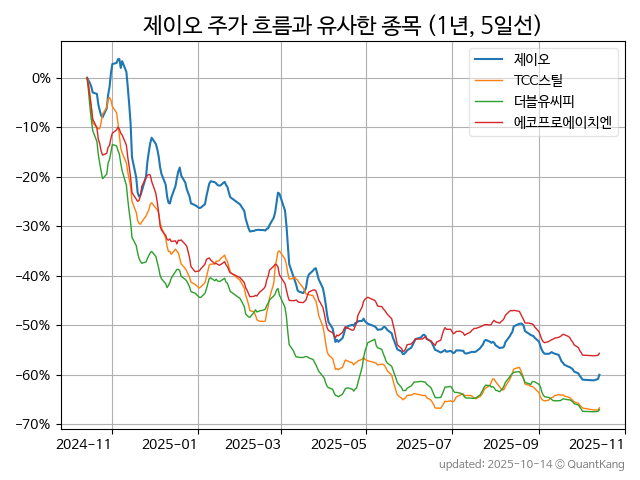 제이오 주가 흐름과 유사한 종목 (1년, 5일선)
제이오
TCC스틸
더블유씨피
에코프로에이치엔
0%
-10%
-20%
-30%
-40%
-50%
-60%
-70%
2024-11 2025-01 2025-03 2025-05 2025-07 2025-09 2025-11
updated: 2025-10-14 © QuantKang